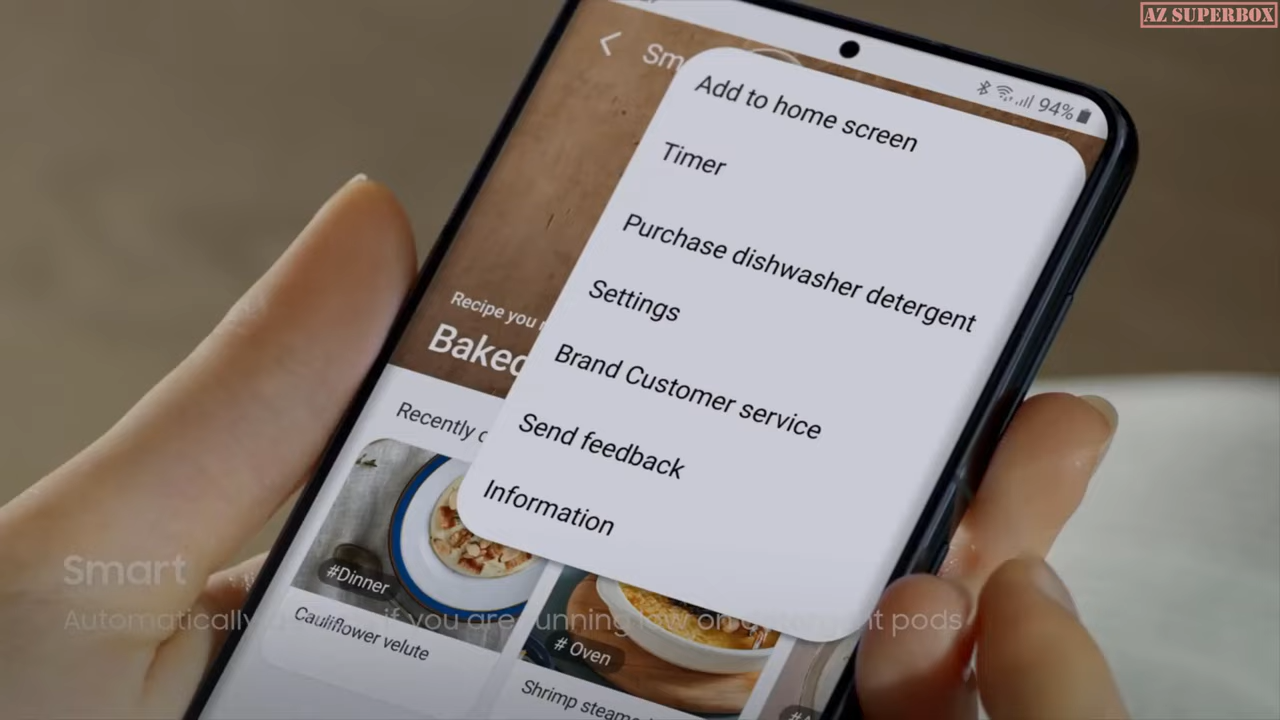 AZ SUPERBOX
94%
Sm
Add to home screen
Timer
Purchase dishwasher detergent
Settings
Brand Customer service
Send feedback
Information
Recipe you
Baked
Recently
#Dinner
Cauliflower velute
# Oven
Shrimp steame
Smart
Automatically if you are running low on detergent pods